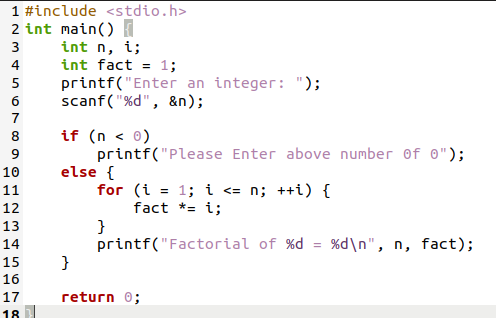 1 #include <stdio.h>
2 int main() {
3     int n, i;
4     int fact = 1;
5     printf("Enter an integer: ");
6     scanf("%d", &n);
7
8     if (n < 0)
9         printf("Please Enter above number 0f 0");
10     else {
11         for (i = 1; i <= n; ++i) {
12             fact *= i;
13         }
14         printf("Factorial of %d = %d\n", n, fact);
15     }
16
17     return 0;
18 }